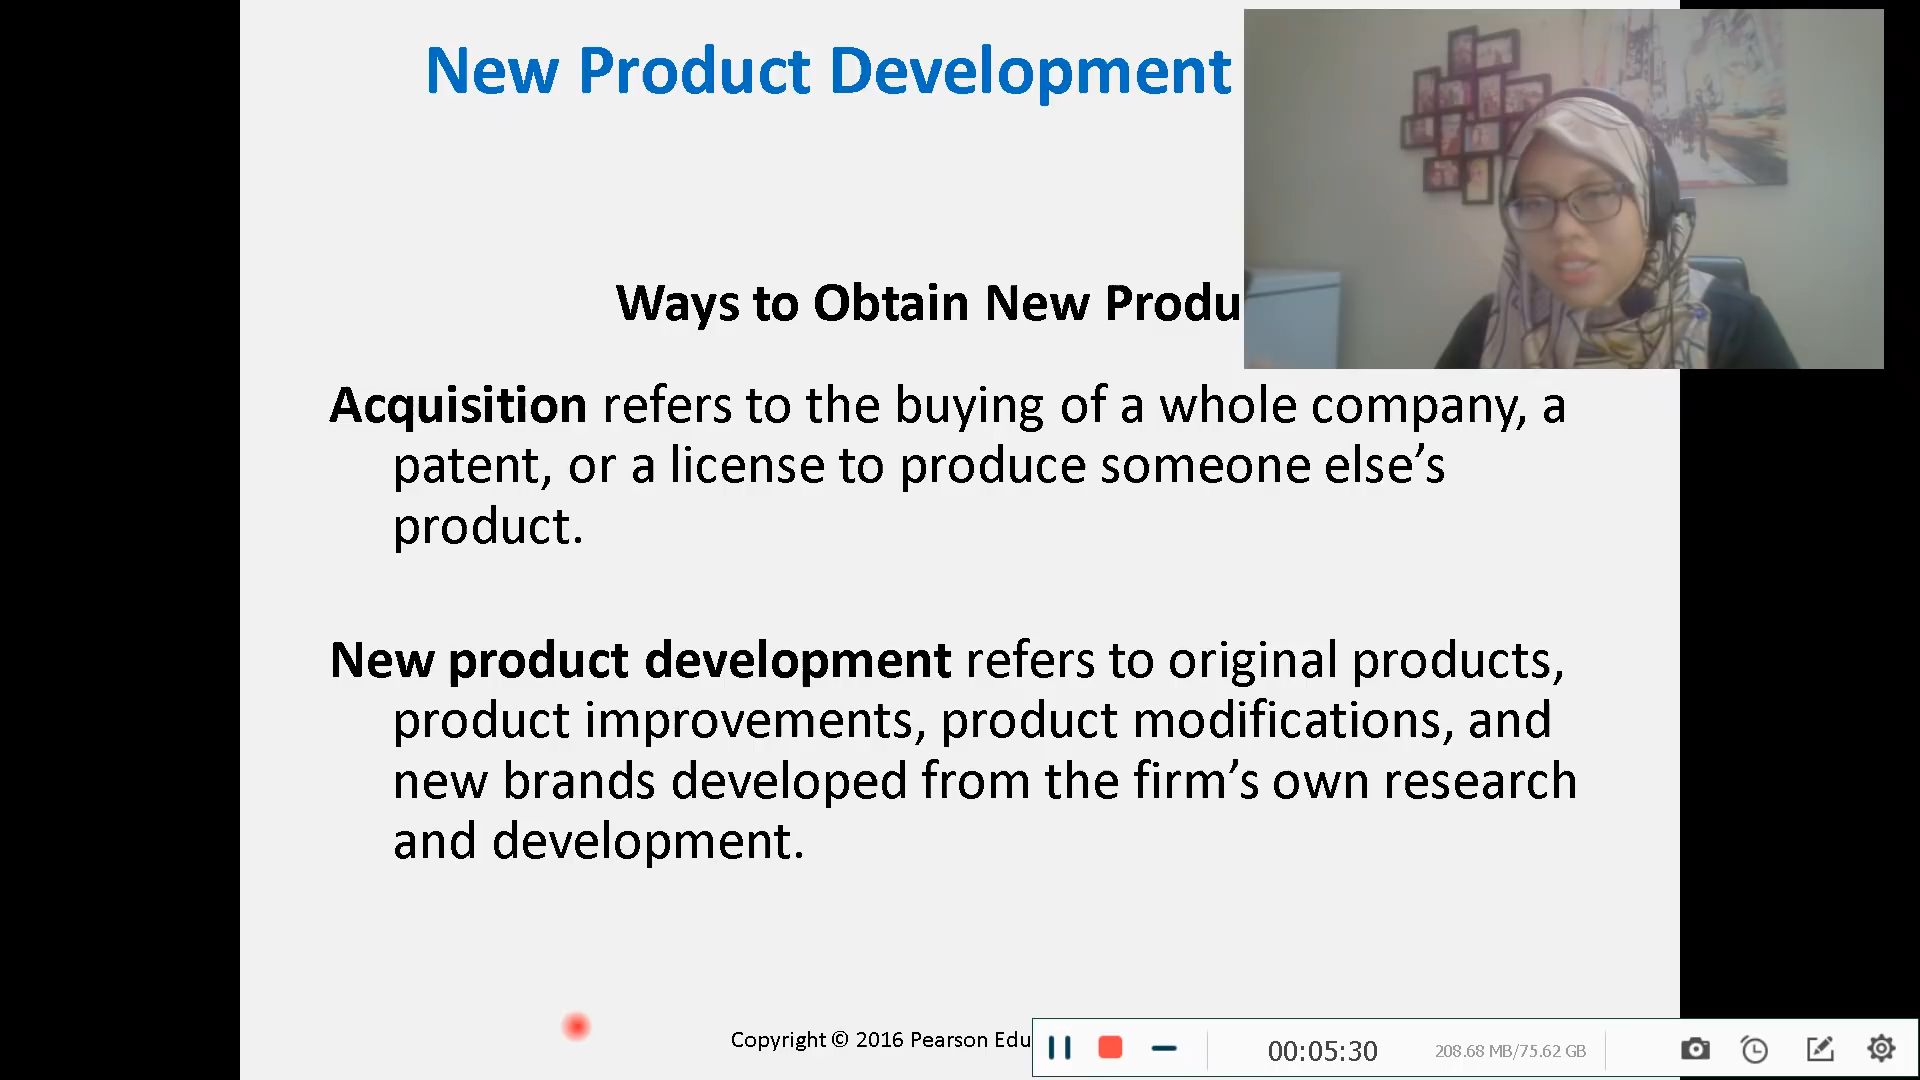 New Product Development
Ways to Obtain New Produ
Acquisition refers to the buying of a whole company, a
patent, or a license to produce someone else’s
product.
New product development refers to original products,
product improvements, product modifications, and
new brands developed from the firm’s own research
and development.
Copyright © 2016 Pearson Edu
00:05:30
208.68 MB/75.62 GB